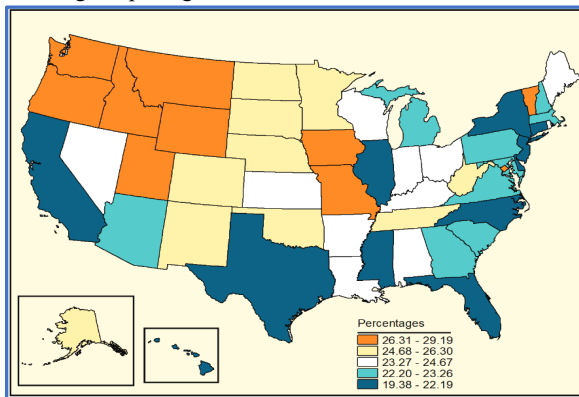 Percentages
26.31 - 29.19
24.68 - 26.30
23.27 - 24.67
22.20 - 23.26
19.38 - 22.19